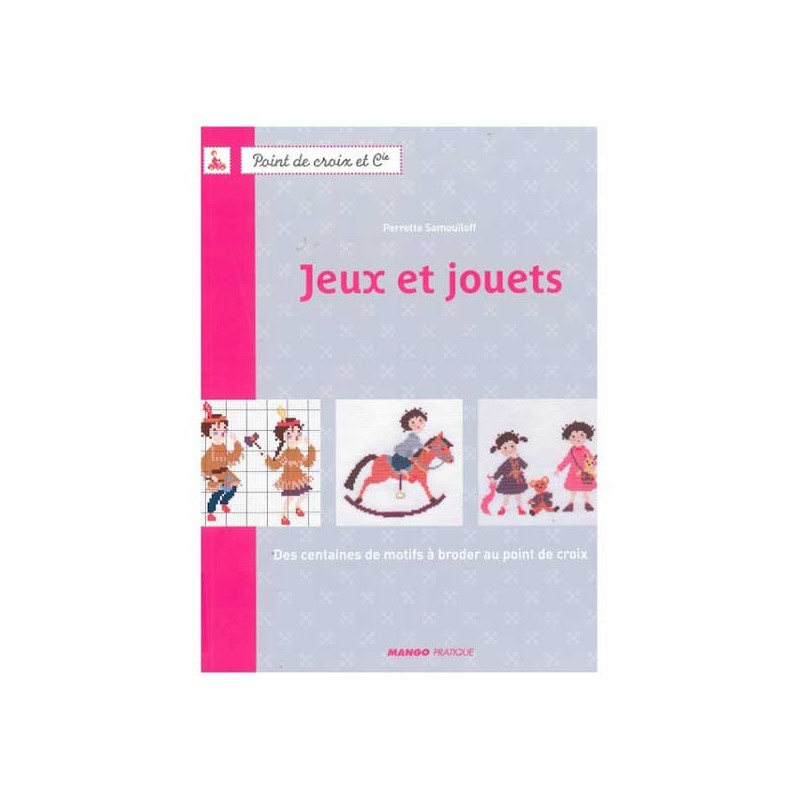 Point de croix et Cie
Perrette Samouïloff
Jeux et jouets
Des centaines de motifs à broder au point de croix
MANGO PRATIQUE